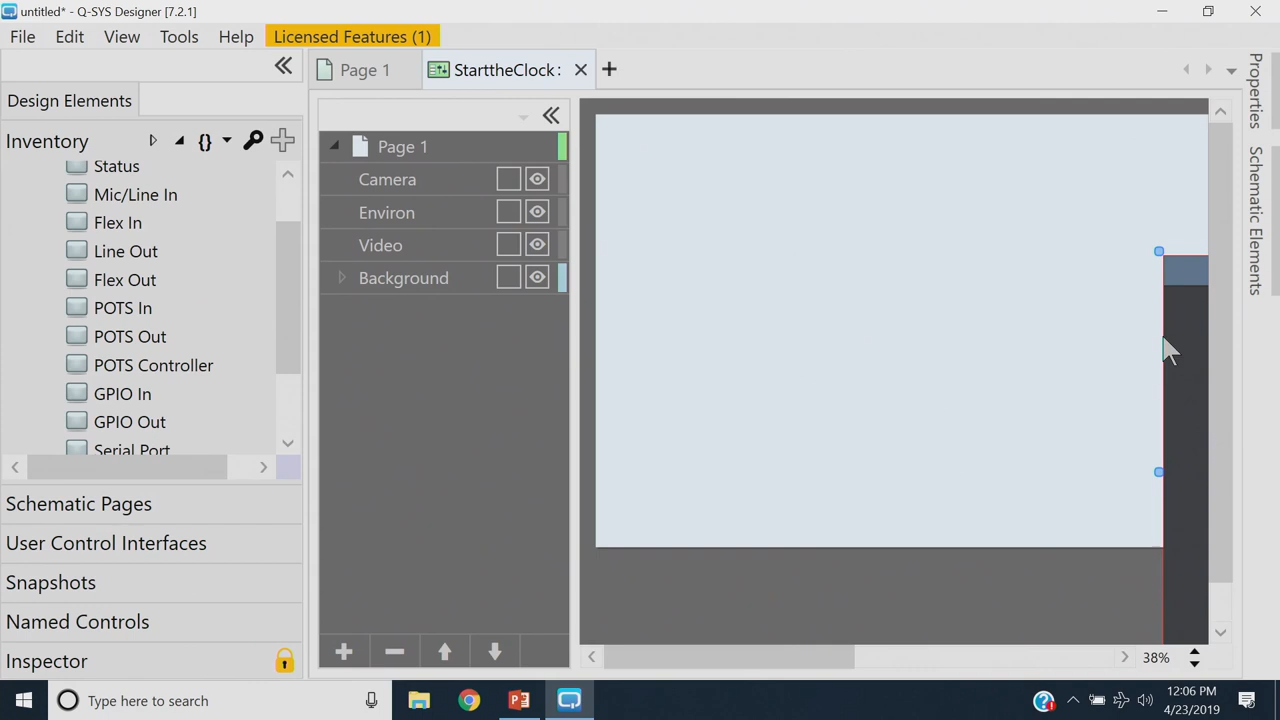 untitled* - Q-SYS Designer [7.2.1]
File Edit View Tools Help Licensed Features (1)
Page 1 StarttheClock:
Properties
Design Elements
Inventory {}
Status
Mic/Line In
Flex In
Line Out
Flex Out
POTS In
POTS Out
POTS Controller
GPIO In
GPIO Out
Serial Port
Schematic Pages
User Control Interfaces
Snapshots
Named Controls
Inspector
Page 1
Camera
Environ
Video
Background
Schematic Elements
38%
Type here to search
12:06 PM
4/23/2019